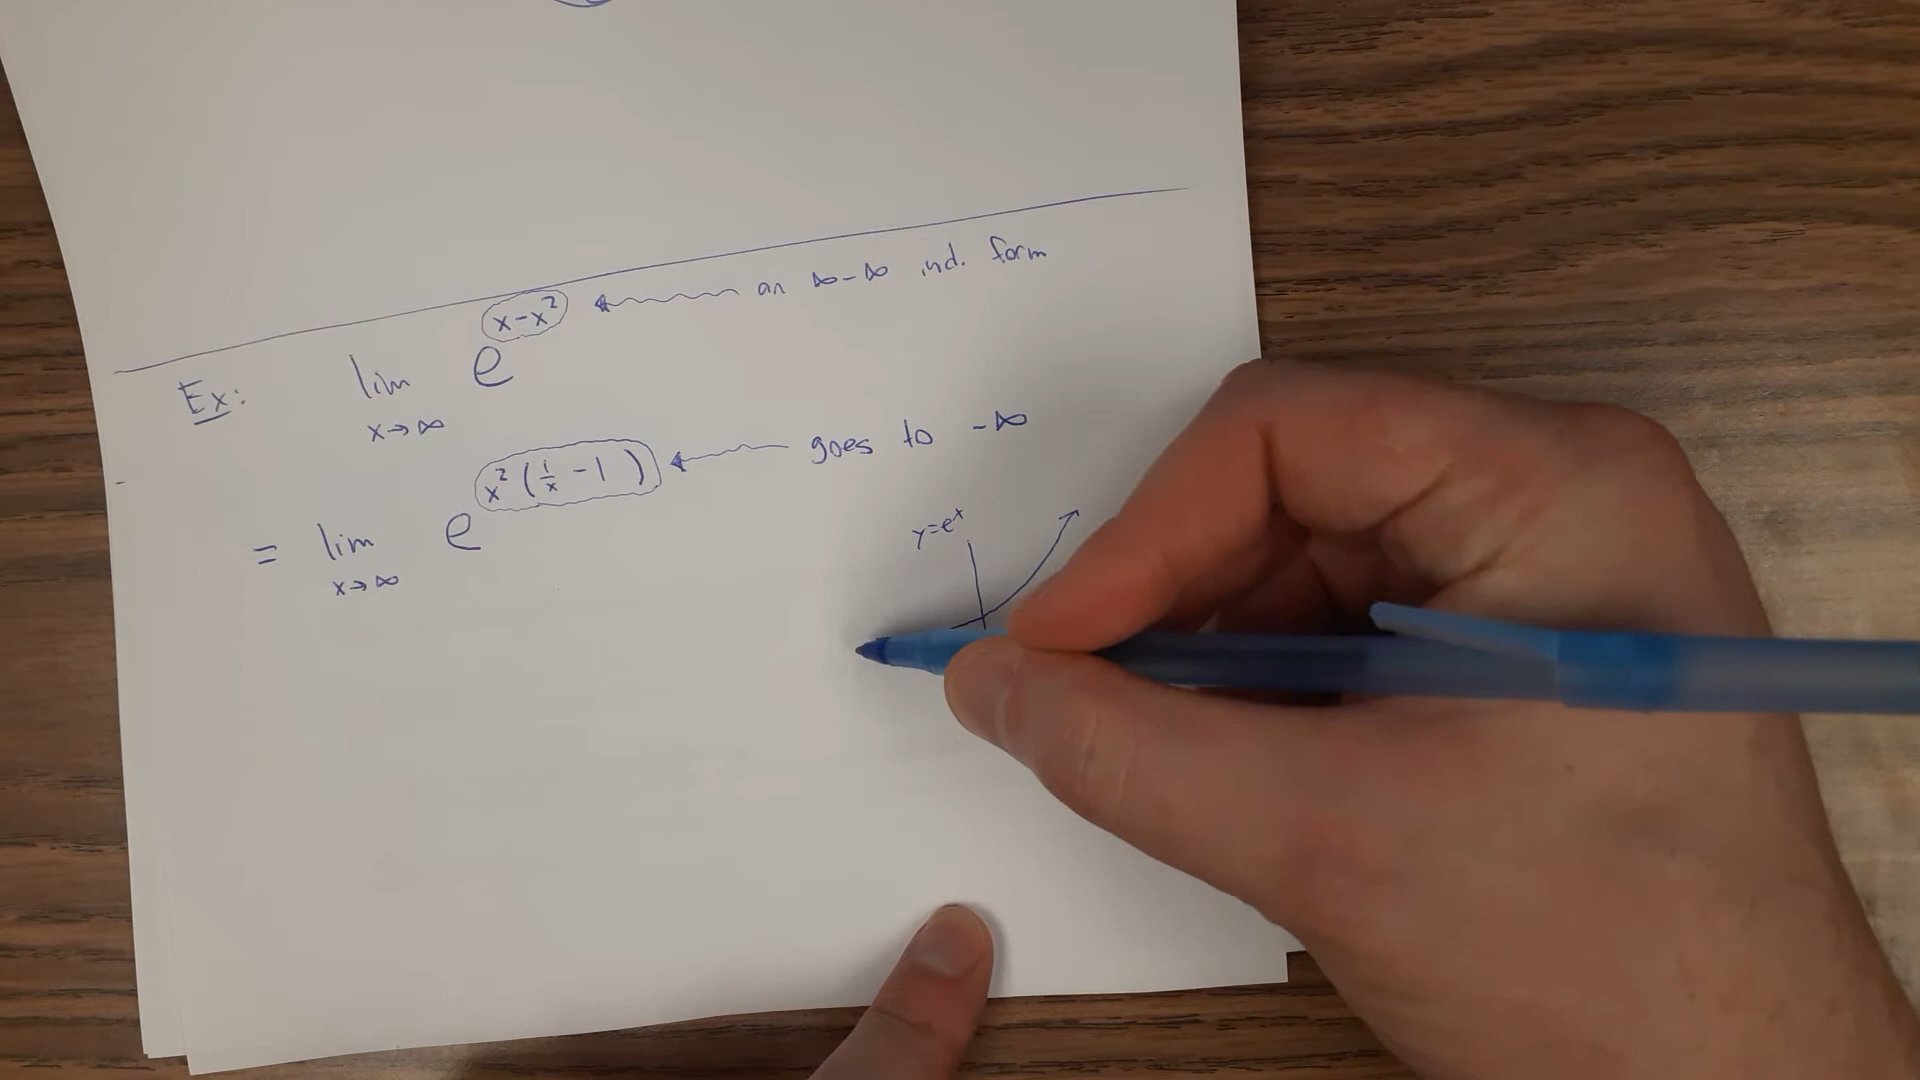 x-x² an ∞-∞ ind. form
Ex: lim e
x→∞
x²(1/x -1) goes to -∞
= lim e
x→∞
y=eˣ